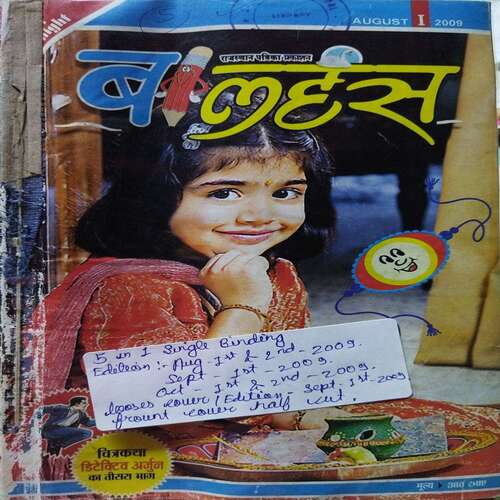 AUGUST I 2009
राजस्थान पत्रिका प्रकाशन
बालहंस
5 in 1 Single Binding
Edition :- Aug - 1st & 2nd - 2009.
Sept - 1st - 2009.
Oct - 1st & 2nd - 2009.
looses cover / Edition Sept - 1st 2009
front cover half cut.
चित्रकथा
डिटेक्टिव अर्जुन
का तीसरा भाग
मूल्य : आठ रुपए